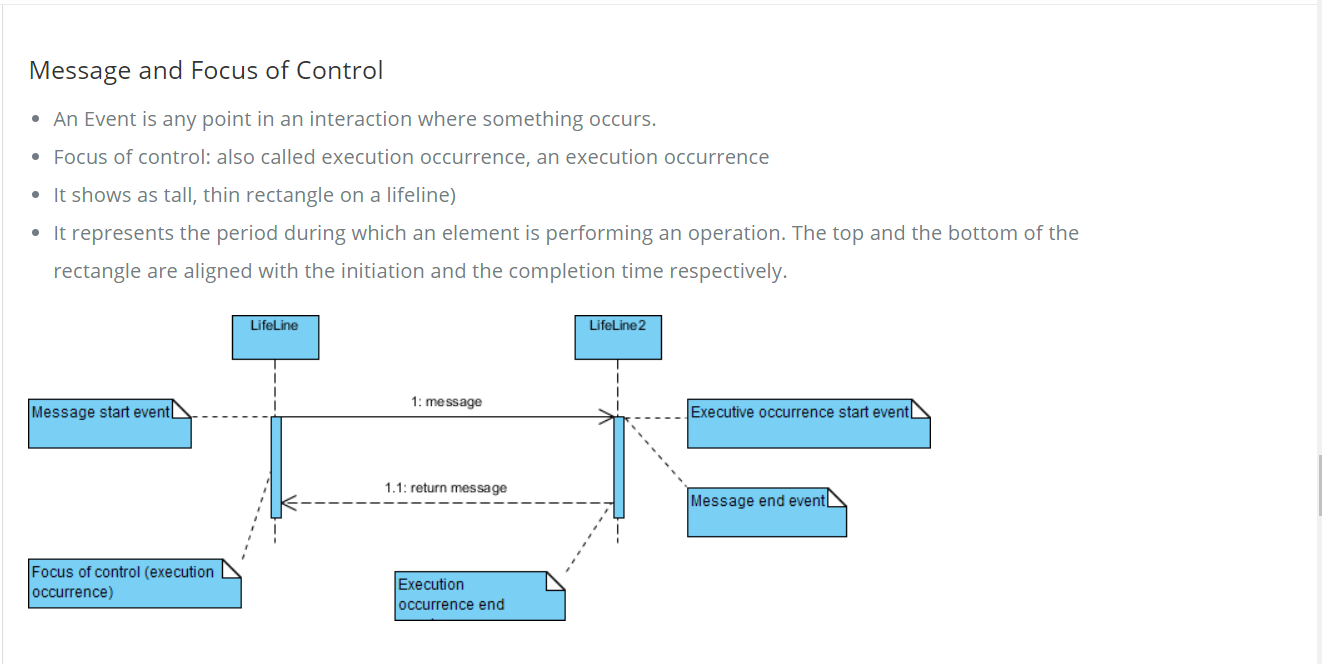 Message and Focus of Control
An Event is any point in an interaction where something occurs.
Focus of control: also called execution occurrence, an execution occurrence
It shows as tall, thin rectangle on a lifeline)
It represents the period during which an element is performing an operation. The top and the bottom of the
rectangle are aligned with the initiation and the completion time respectively.
LifeLine
LifeLine2
1: message
Message start event
Executive occurrence start event
1.1: return message
Message end event
Focus of control (execution
occurrence)
Execution
occurrence end